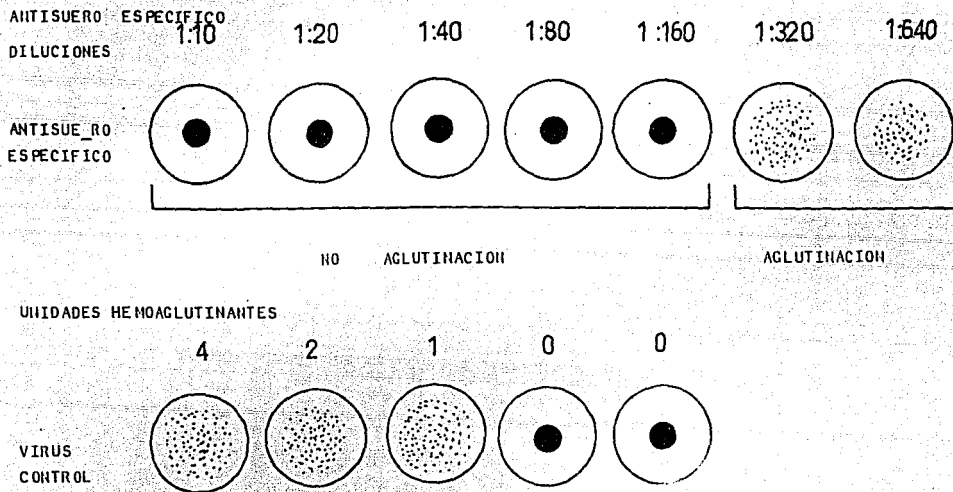 ANTISUERO ESPECIFICO
DILUCIONES
1:10 1:20 1:40 1:80 1:160 1:320 1:640
ANTISUE_RO
ESPECIFICO
NO AGLUTINACION AGLUTINACION
UNIDADES HEMOAGLUTINANTES
4 2 1 0 0
VIRUS
CONTROL